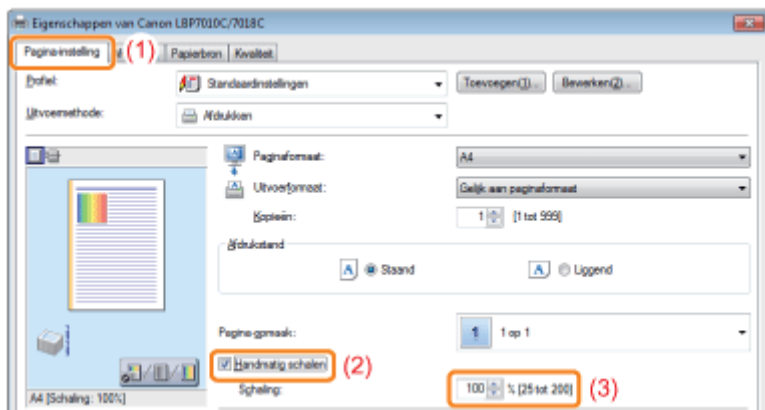 Eigenschappen van Canon LBP7010C/7018C
Pagina-instelling (1) Papierbron Kwaliteit
Profiel: Standaardinstellingen Toevoegen(1)... Bewerken(2)...
Uitvoermethode: Afdrukken
Paginaformaat: A4
Uitvoerformaat: Gelijk aan paginaformaat
Kopieën: 1 [1 tot 999]
Afdrukstand
A Staand A Liggend
Pagina-opmaak: 1 1 op 1
Handmatig schalen (2)
Schaling: 100 % [25 tot 200] (3)
A4 [Schaling: 100%]